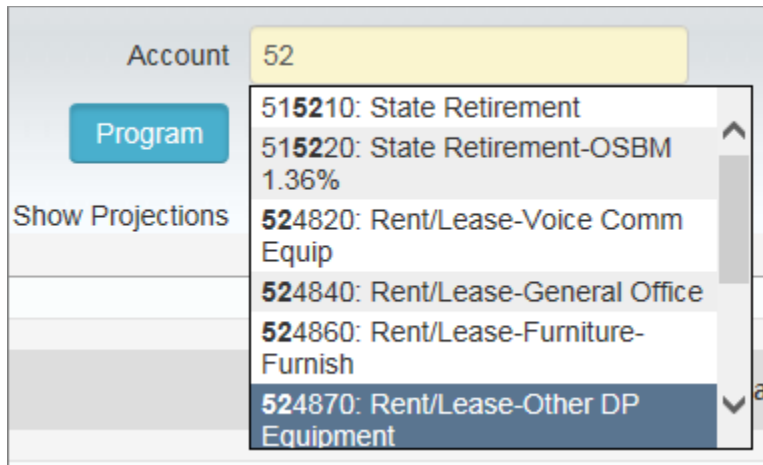 Account 52
Program
Show Projections
515210: State Retirement
515220: State Retirement-OSBM
1.36%
524820: Rent/Lease-Voice Comm
Equip
524840: Rent/Lease-General Office
524860: Rent/Lease-Furniture-
Furnish
524870: Rent/Lease-Other DP
Equipment